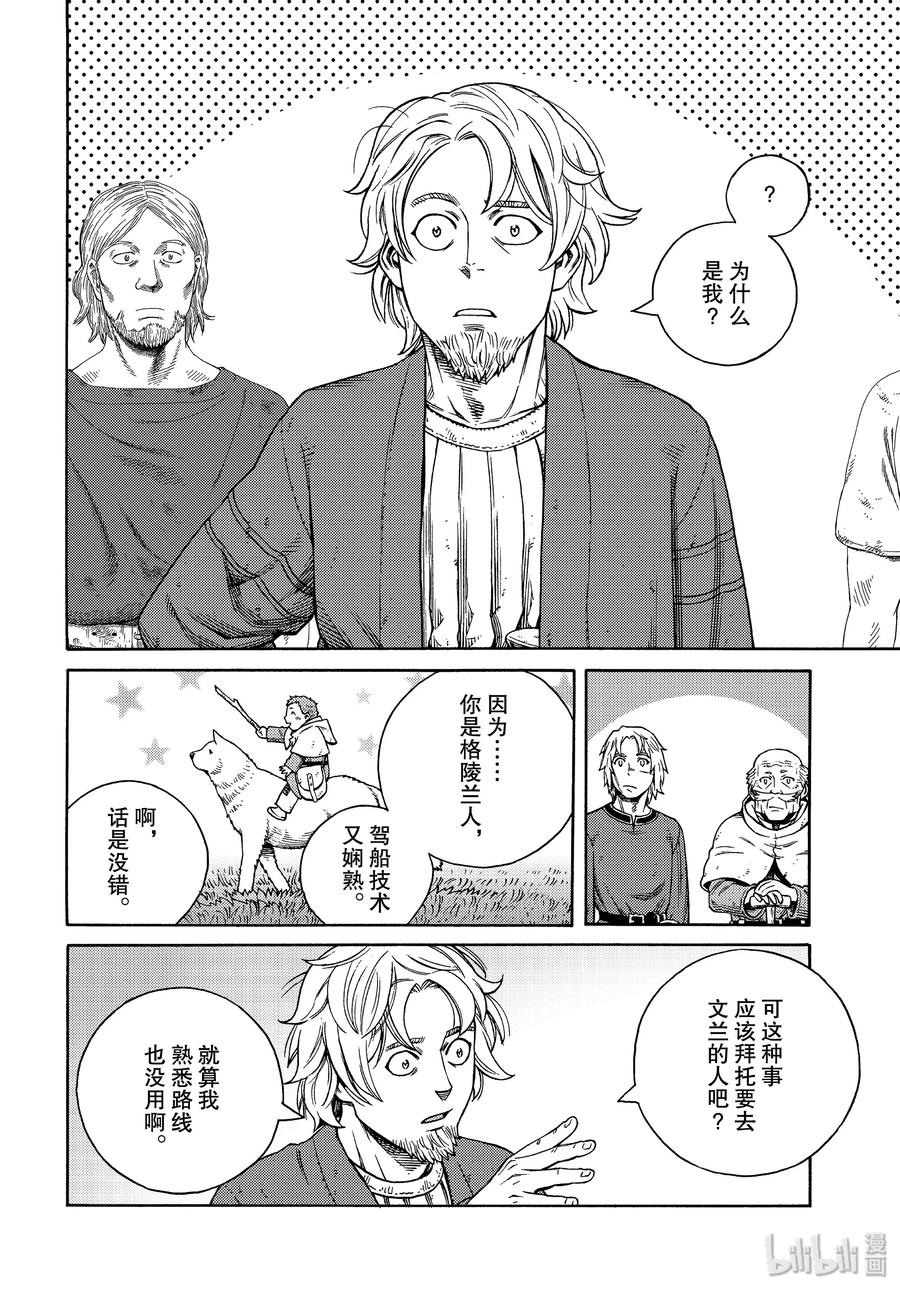 ？
为什么
是我？
因为……
你是格陵兰人，
驾船技术
又娴熟。
啊，
话是没错。
可这种事
应该拜托要去
文兰的人吧？
就算我
熟悉路线
也没用啊。
bilibili漫画